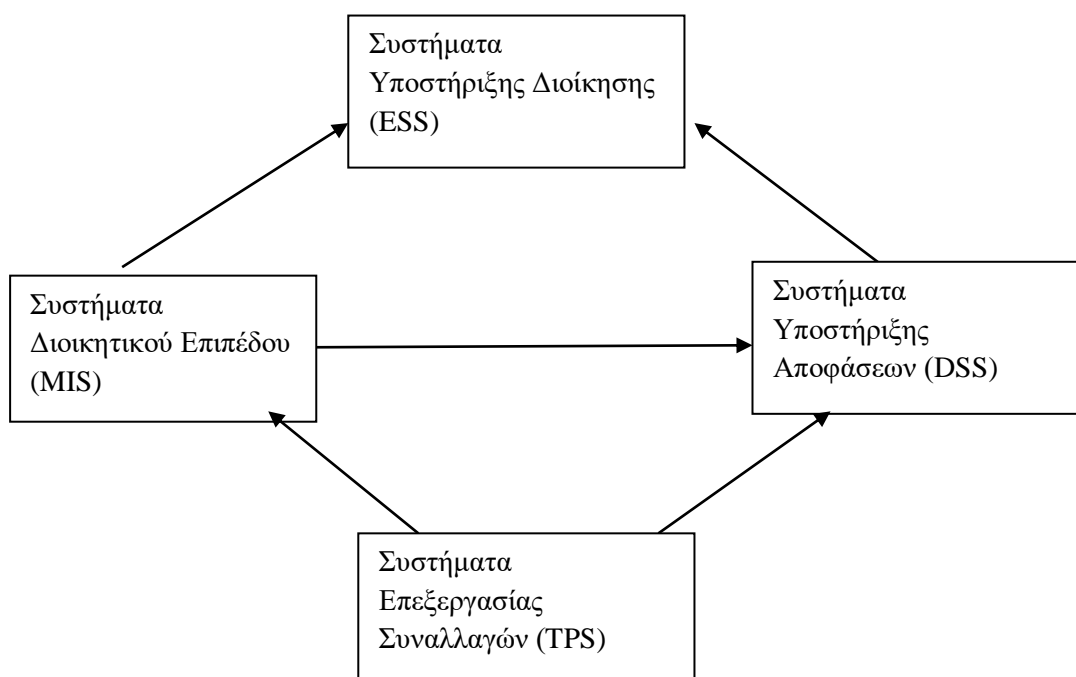 Συστήματα
Υποστήριξης Διοίκησης
(ESS)
Συστήματα
Διοικητικού Επιπέδου
(MIS)
Συστήματα
Υποστήριξης
Αποφάσεων (DSS)
Συστήματα
Επεξεργασίας
Συναλλαγών (TPS)